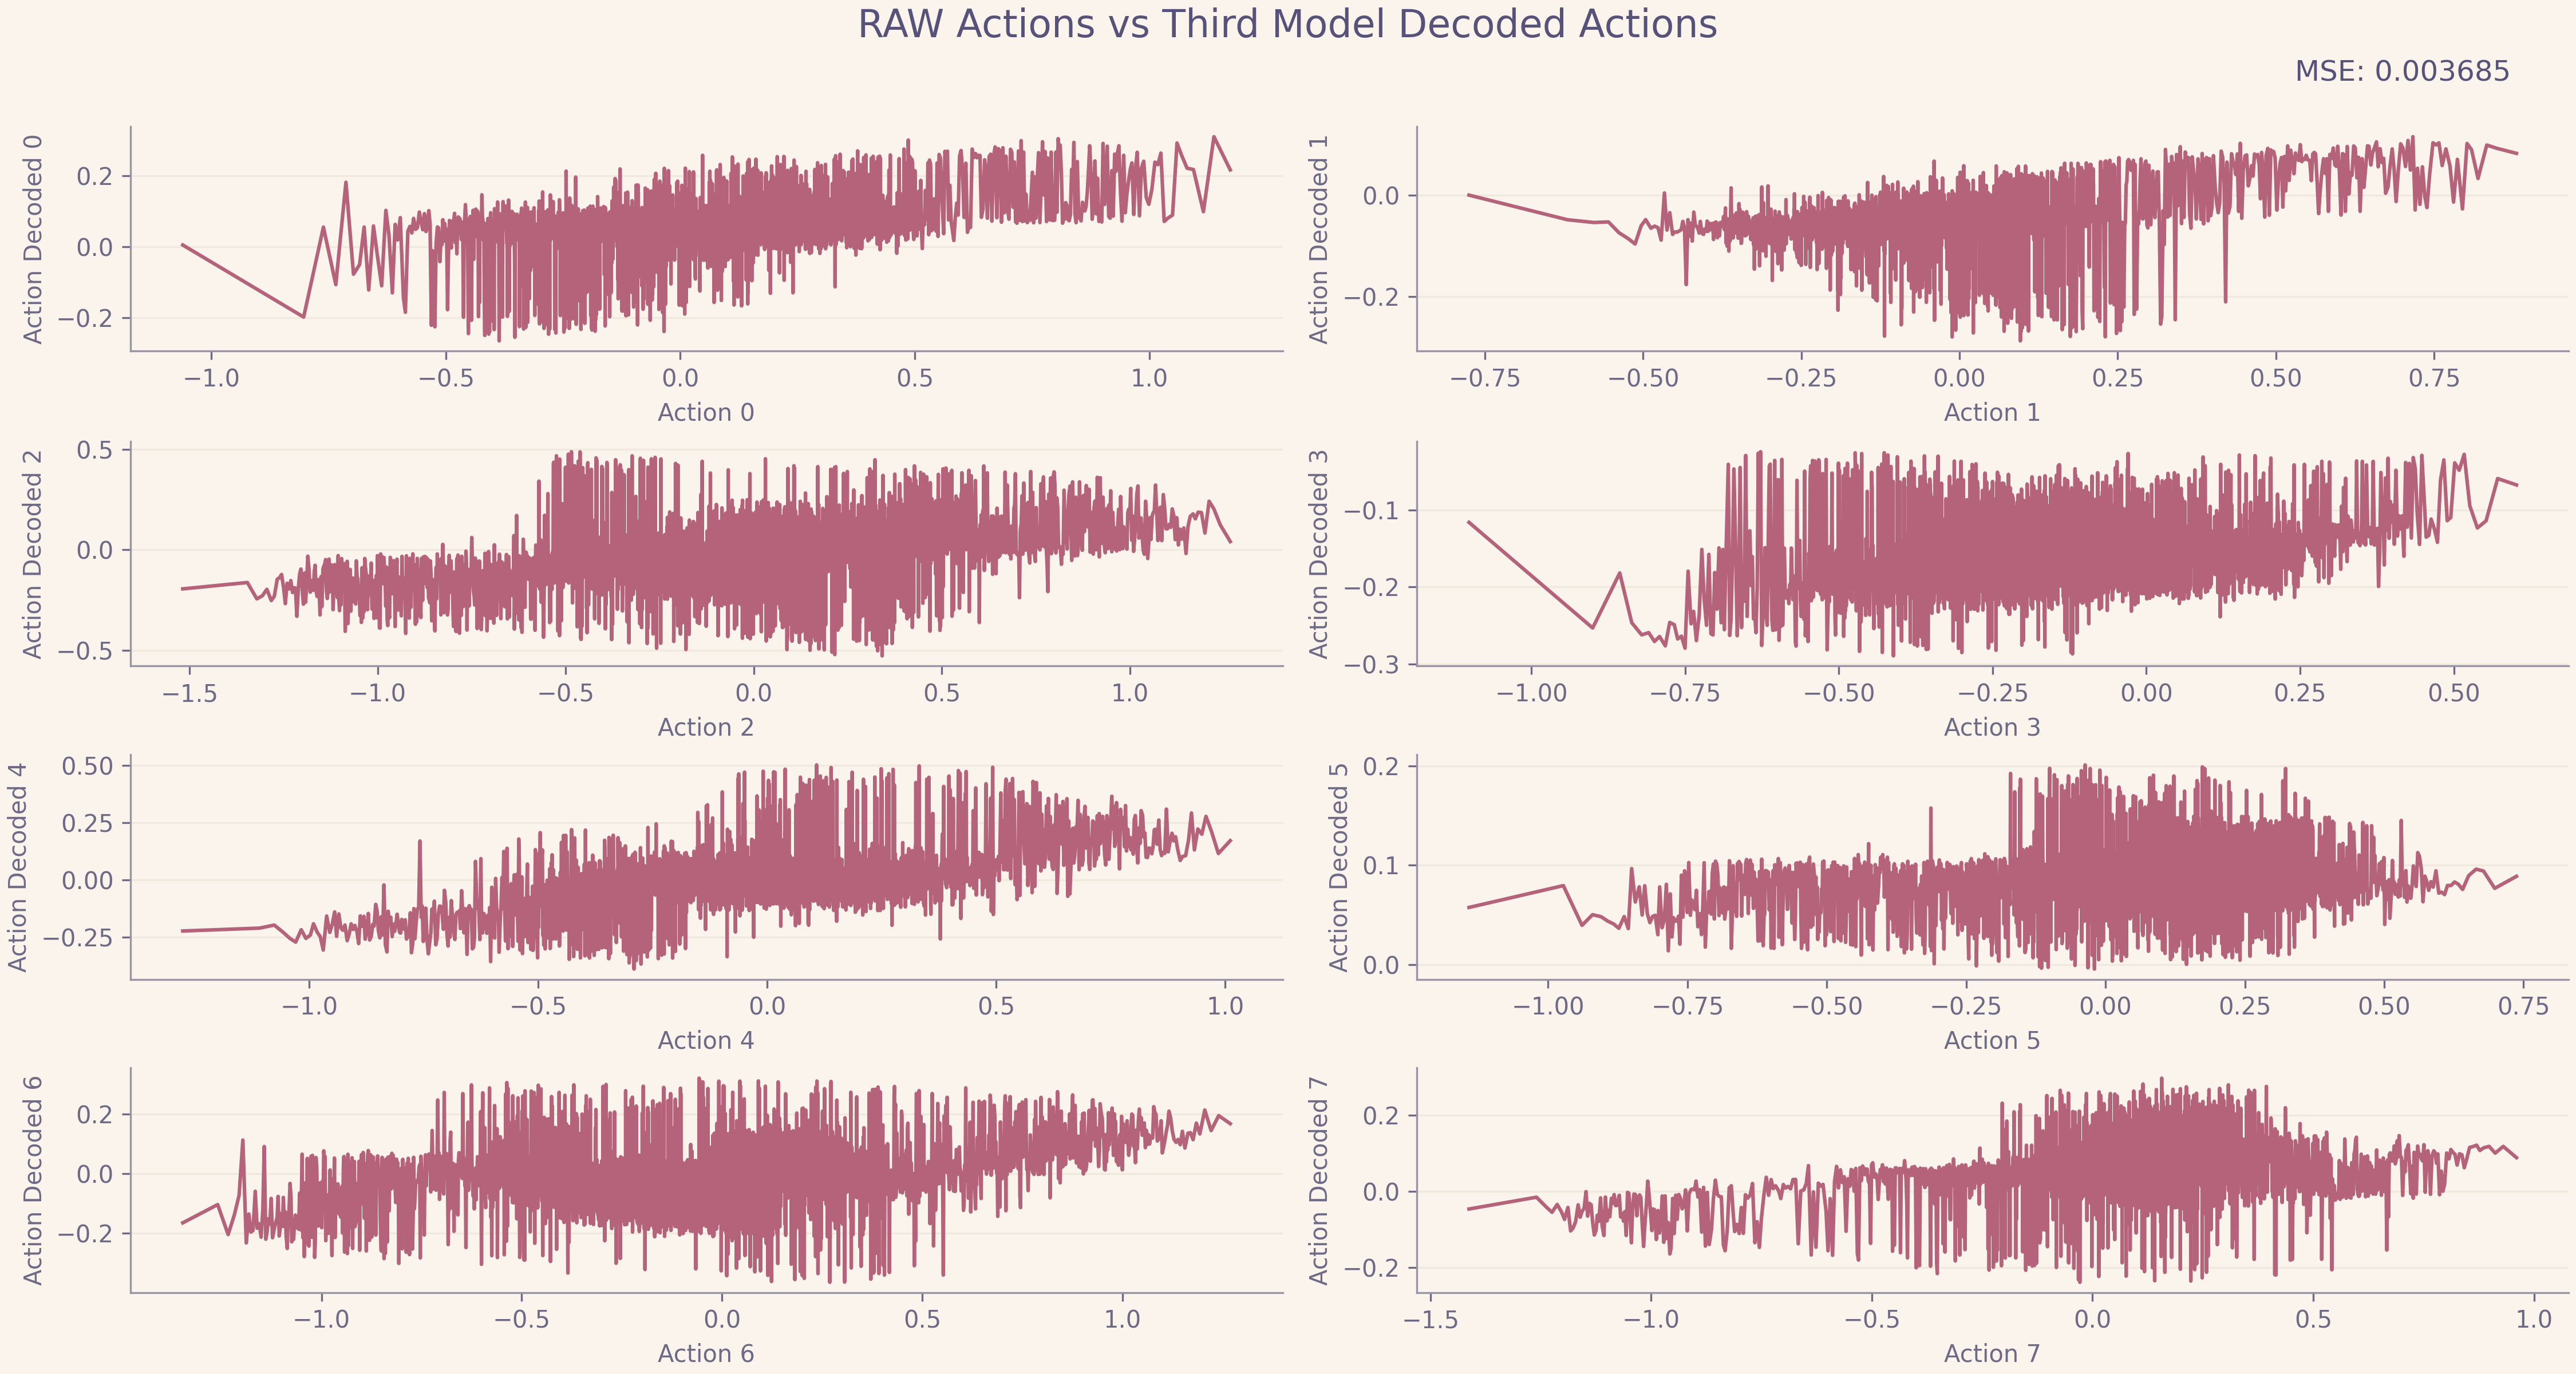 RAW Actions vs Third Model Decoded Actions
MSE: 0.003685
Action Decoded 0
0.2
0.0
−0.2
−1.0 −0.5 0.0 0.5 1.0
Action 0
Action Decoded 1
0.0
−0.2
−0.75 −0.50 −0.25 0.00 0.25 0.50 0.75
Action 1
Action Decoded 2
0.5
0.0
−0.5
−1.5 −1.0 −0.5 0.0 0.5 1.0
Action 2
Action Decoded 3
−0.1
−0.2
−0.3
−1.00 −0.75 −0.50 −0.25 0.00 0.25 0.50
Action 3
Action Decoded 4
0.50
0.25
0.00
−0.25
−1.0 −0.5 0.0 0.5 1.0
Action 4
Action Decoded 5
0.2
0.1
0.0
−1.00 −0.75 −0.50 −0.25 0.00 0.25 0.50 0.75
Action 5
Action Decoded 6
0.2
0.0
−0.2
−1.0 −0.5 0.0 0.5 1.0
Action 6
Action Decoded 7
0.2
0.0
−0.2
−1.5 −1.0 −0.5 0.0 0.5 1.0
Action 7